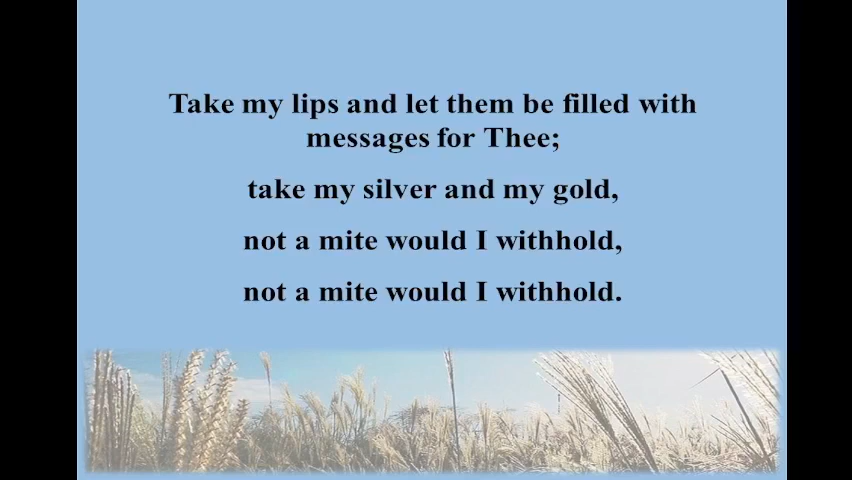 Take my lips and let them be filled with
messages for Thee;
take my silver and my gold,
not a mite would I withhold,
not a mite would I withhold.